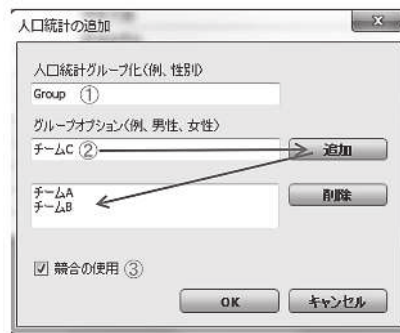 人口統計の追加
人口統計グループ化(例、性別)
Group ①
グループオプション(例、男性、女性)
チームC ②
追加
チームA
チームB
削除
競合の使用 ③
OK
キャンセル